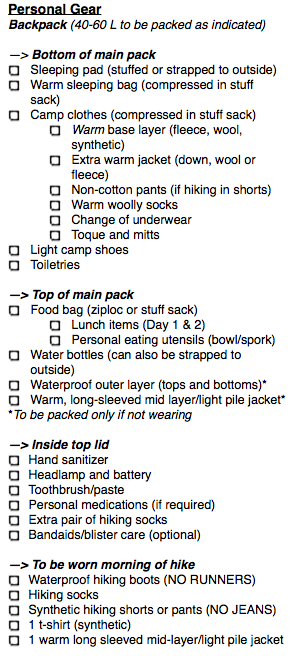 Personal Gear
Backpack (40-60 L to be packed as indicated)
—> Bottom of main pack
Sleeping pad (stuffed or strapped to outside)
Warm sleeping bag (compressed in stuff
sack)
Camp clothes (compressed in stuff sack)
Warm base layer (fleece, wool,
synthetic)
Extra warm jacket (down, wool or
fleece)
Non-cotton pants (if hiking in shorts)
Warm woolly socks
Change of underwear
Toque and mitts
Light camp shoes
Toiletries
—> Top of main pack
Food bag (ziploc or stuff sack)
Lunch items (Day 1 & 2)
Personal eating utensils (bowl/spork)
Water bottles (can also be strapped to
outside)
Waterproof outer layer (tops and bottoms)*
Warm, long-sleeved mid layer/light pile jacket*
*To be packed only if not wearing
—> Inside top lid
Hand sanitizer
Headlamp and battery
Toothbrush/paste
Personal medications (if required)
Extra pair of hiking socks
Bandaids/blister care (optional)
—> To be worn morning of hike
Waterproof hiking boots (NO RUNNERS)
Hiking socks
Synthetic hiking shorts or pants (NO JEANS)
1 t-shirt (synthetic)
1 warm long sleeved mid-layer/light pile jacket